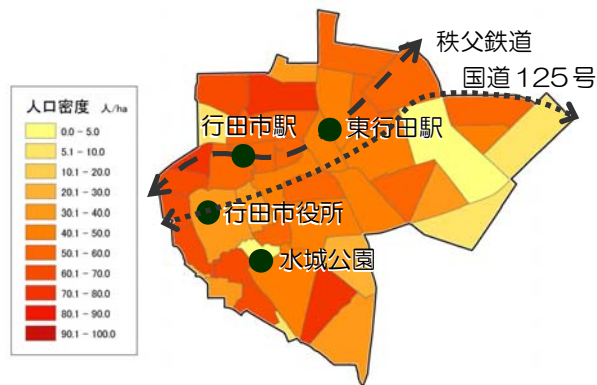 秩父鉄道
国道125号
人口密度 人/ha
0.0 - 5.0
5.1 - 10.0
10.1 - 20.0
20.1 - 30.0
30.1 - 40.0
40.1 - 50.0
50.1 - 60.0
60.1 - 70.0
70.1 - 80.0
80.1 - 90.0
90.1 - 100.0
行田市駅
東行田駅
行田市役所
水城公園